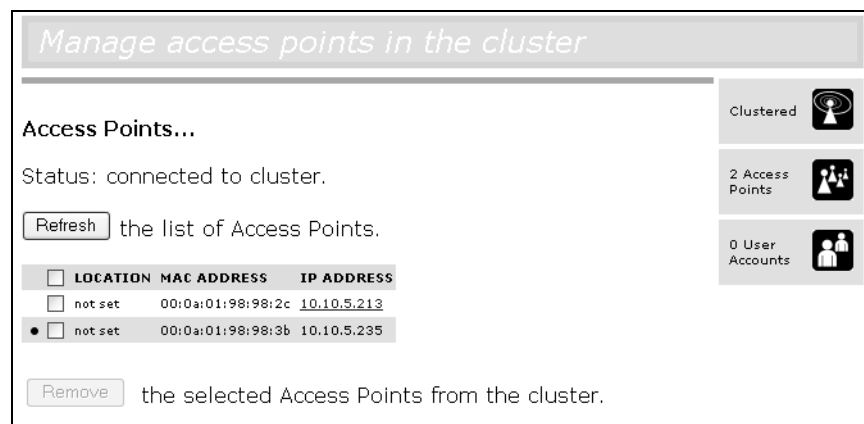 Manage access points in the cluster
Access Points...
Status: connected to cluster.
Refresh the list of Access Points.
LOCATION MAC ADDRESS IP ADDRESS
not set 00:0a:01:98:98:2c 10.10.5.213
not set 00:0a:01:98:98:3b 10.10.5.235
Remove the selected Access Points from the cluster.
Clustered
2 Access
Points
0 User
Accounts